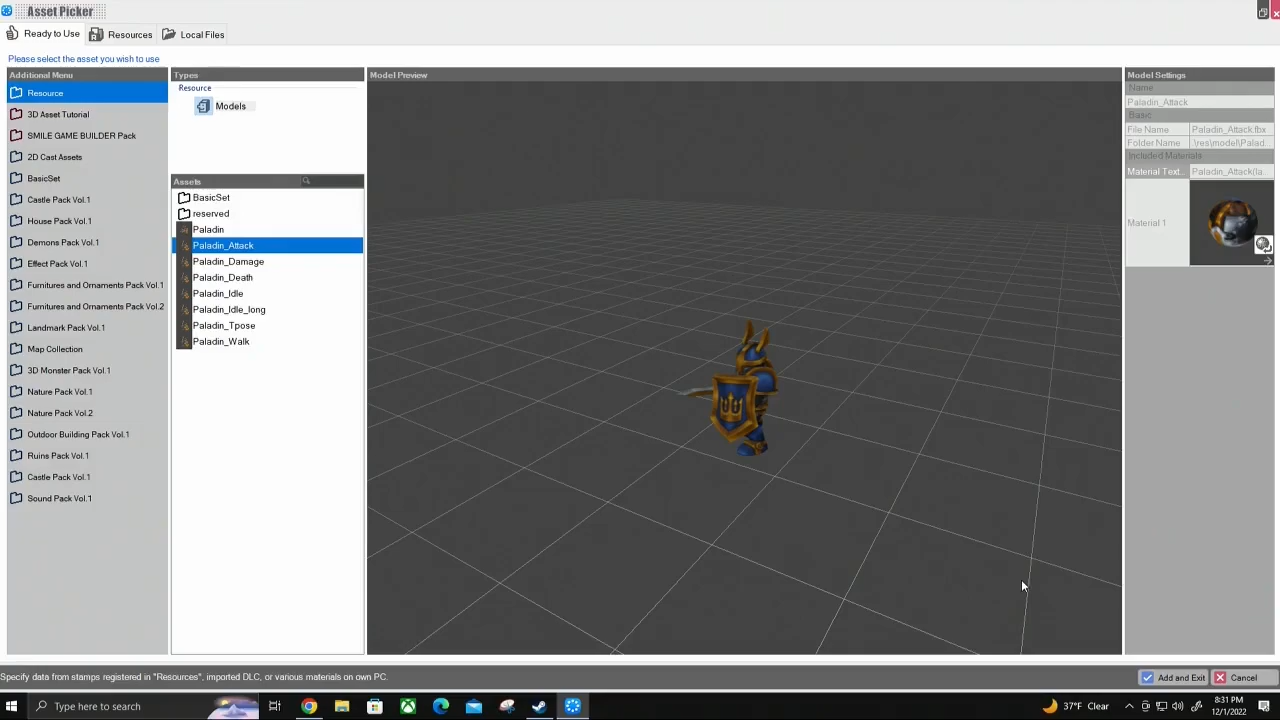 Asset Picker
Ready to Use
Resources
Local Files
Please select the asset you wish to use
Additional Menu
Resource
3D Asset Tutorial
SMILE GAME BUILDER Pack
2D Cast Assets
BasicSet
Castle Pack Vol.1
House Pack Vol.1
Demons Pack Vol.1
Effect Pack Vol.1
Furnitures and Ornaments Pack Vol.1
Furnitures and Ornaments Pack Vol.2
Landmark Pack Vol.1
Map Collection
3D Monster Pack Vol.1
Nature Pack Vol.1
Nature Pack Vol.2
Outdoor Building Pack Vol.1
Ruins Pack Vol.1
Castle Pack Vol.1
Sound Pack Vol.1
Types
Resource
Models
Assets
BasicSet
reserved
Paladin
Paladin_Attack
Paladin_Damage
Paladin_Death
Paladin_Idle
Paladin_Idle_long
Paladin_Tpose
Paladin_Walk
Model Preview
Model Settings
Name
Paladin_Attack
Basic
File Name Paladin_Attack.fbx
Folder Name .\res\model\Palad...
Included Materials
Material Text... Paladin_Attack(la...
Material 1
Specify data from stamps registered in "Resources", imported DLC, or various materials on own PC.
Add and Exit
Cancel
Type here to search
37°F Clear
8:31 PM
12/1/2022